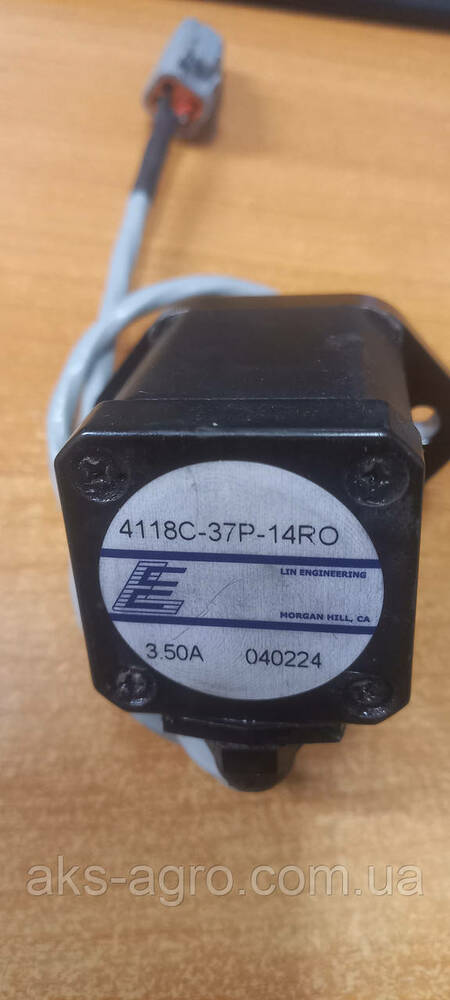 4118C-37P-14RO
LIN ENGINEERING
MORGAN HILL, CA
3.50A 040224
aks-agro.com.ua